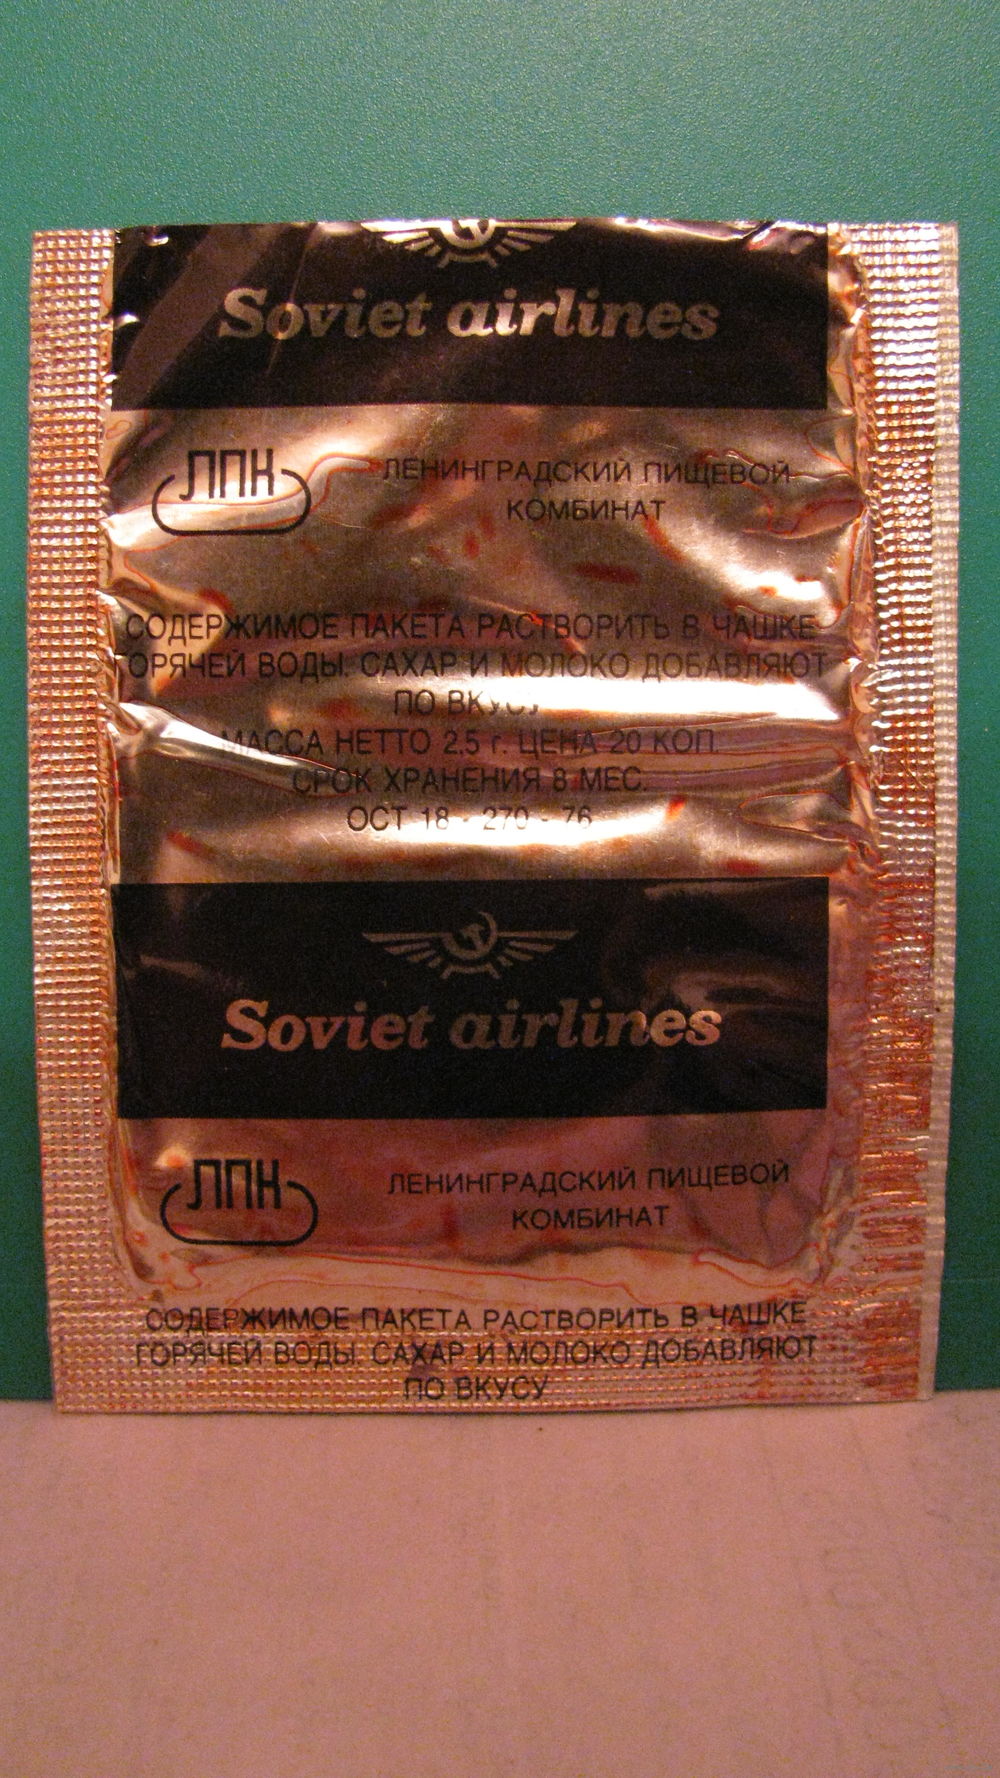 Soviet airlines
ЛПК
ЛЕНИНГРАДСКИЙ ПИЩЕВОЙ
КОМБИНАТ
СОДЕРЖИМОЕ ПАКЕТА РАСТВОРИТЬ В ЧАШКЕ
ГОРЯЧЕЙ ВОДЫ. САХАР И МОЛОКО ДОБАВЛЯЮТ
ПО ВКУСУ
МАССА НЕТТО 2.5 г. ЦЕНА 20 КОП.
СРОК ХРАНЕНИЯ 8 МЕС.
ОСТ 18 - 270 - 76
Soviet airlines
ЛПК
ЛЕНИНГРАДСКИЙ ПИЩЕВОЙ
КОМБИНАТ
СОДЕРЖИМОЕ ПАКЕТА РАСТВОРИТЬ В ЧАШКЕ
ГОРЯЧЕЙ ВОДЫ. САХАР И МОЛОКО ДОБАВЛЯЮТ
ПО ВКУСУ